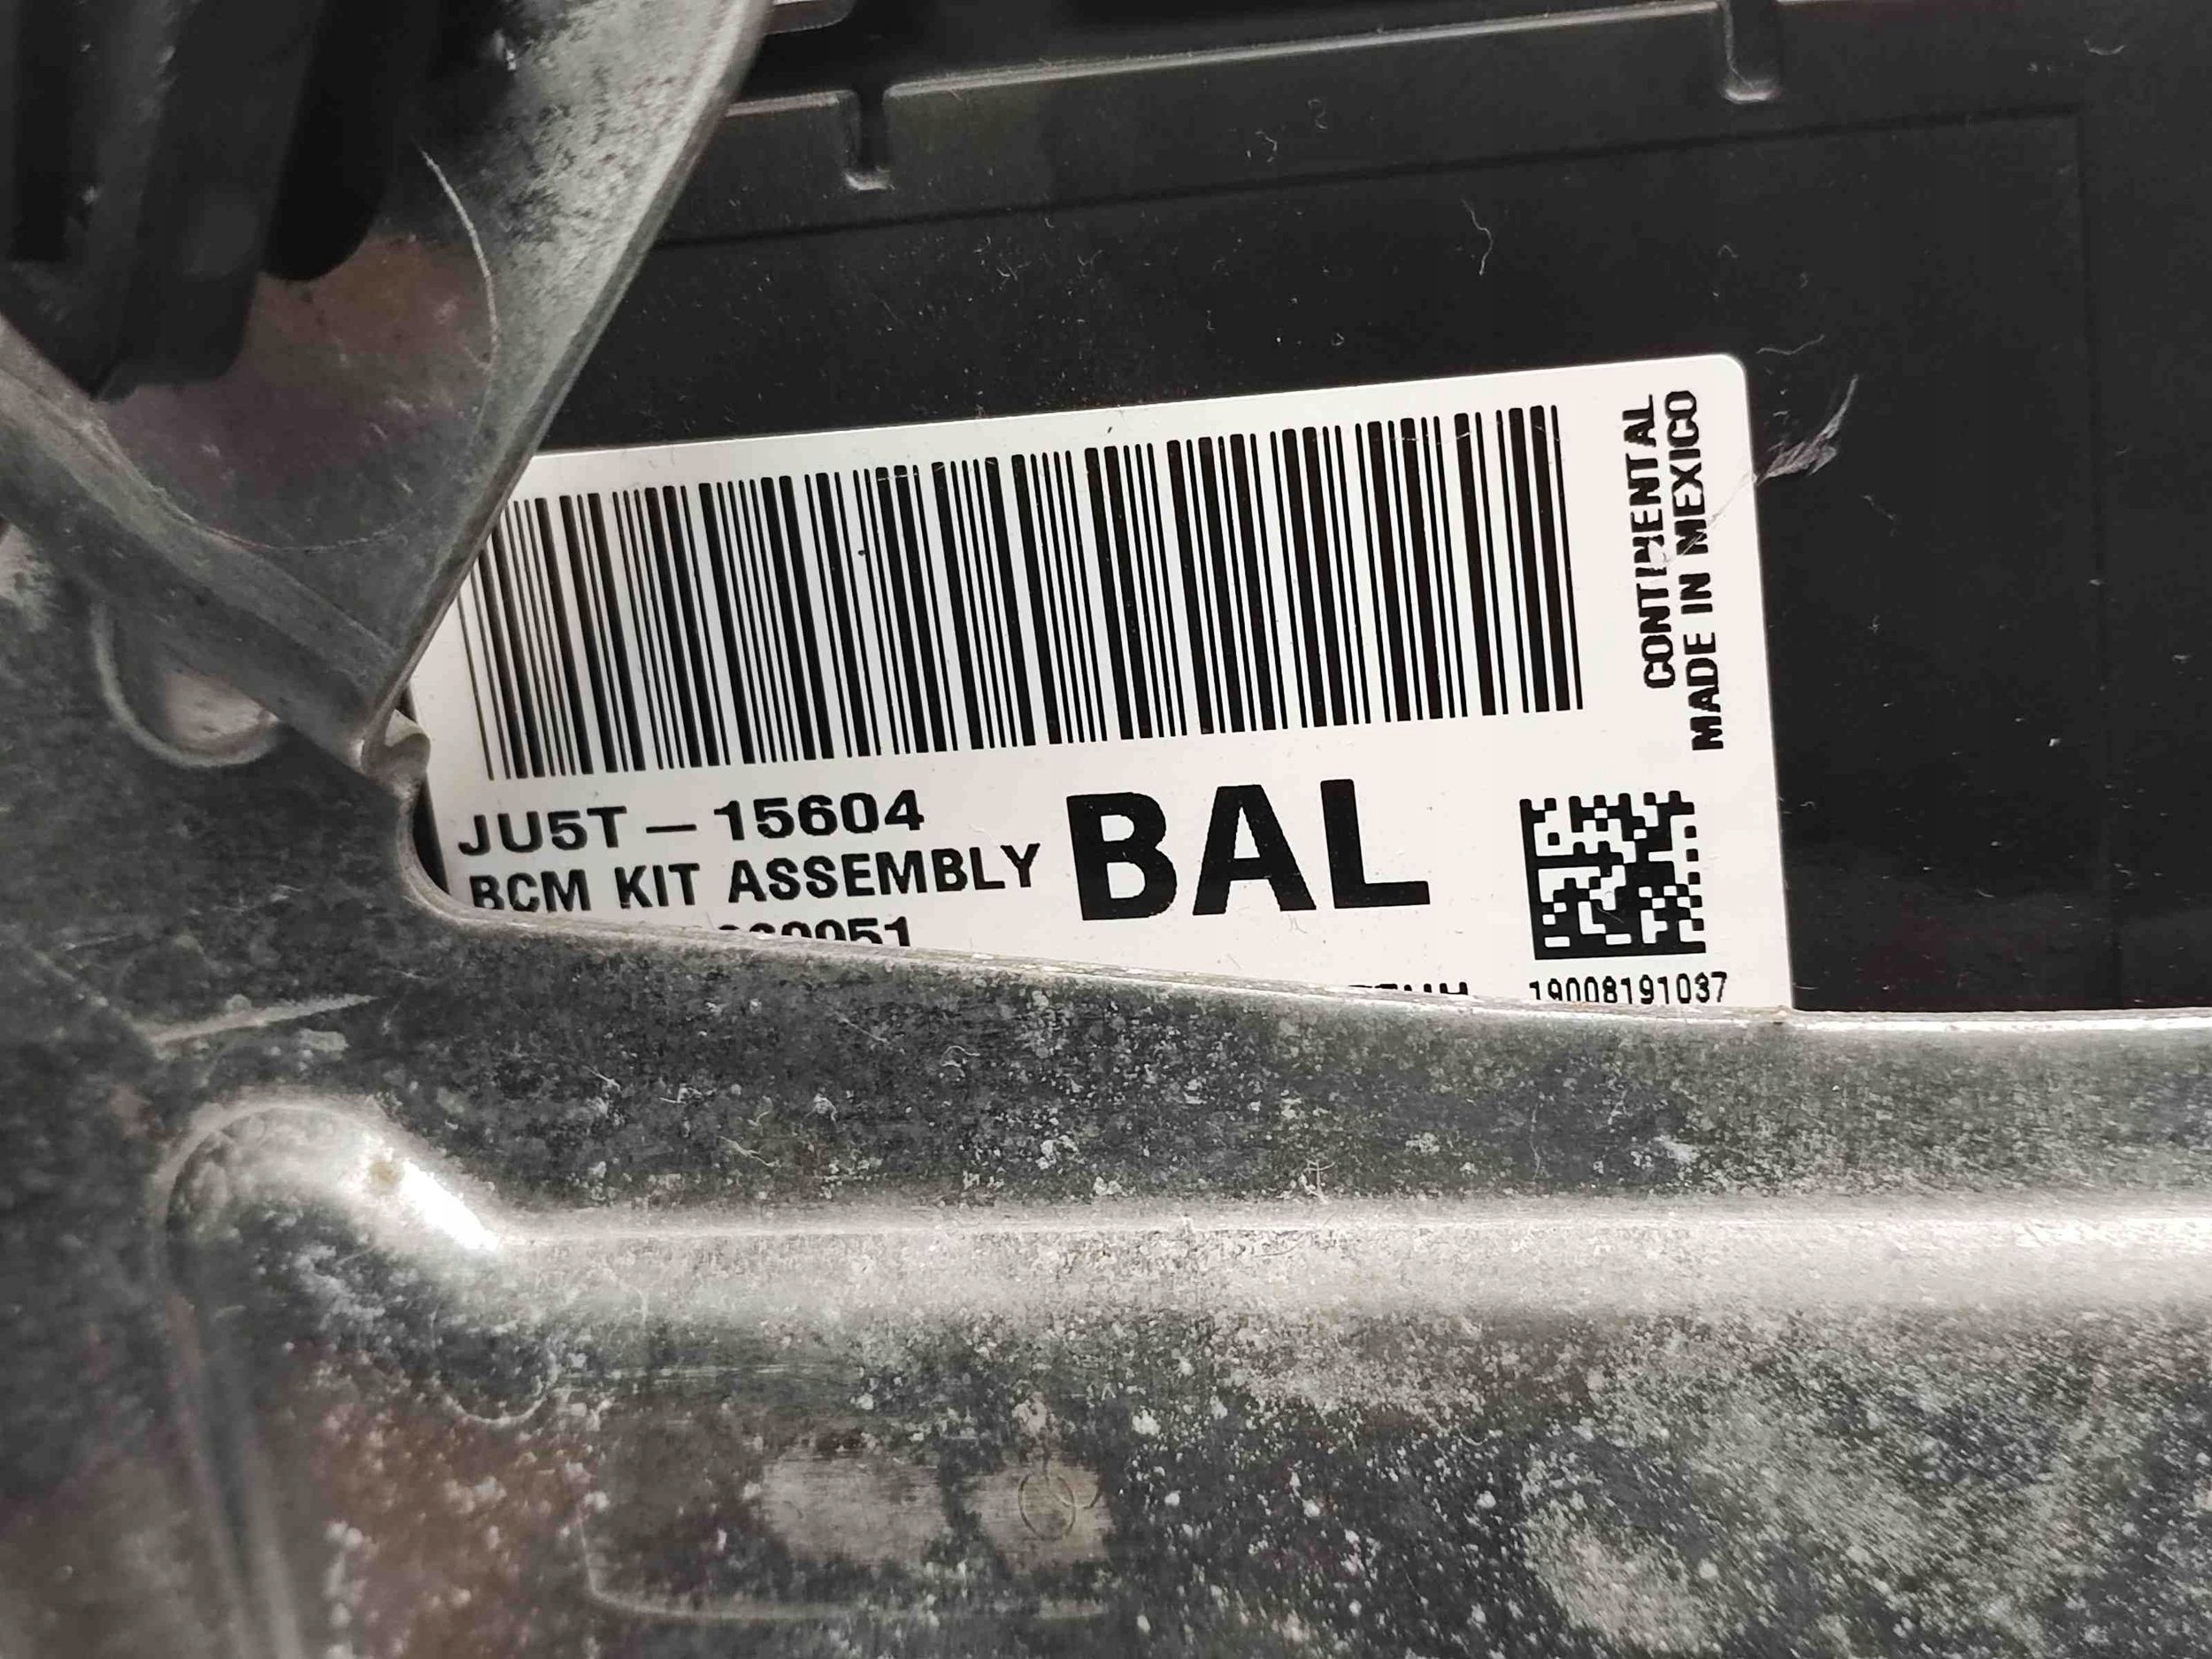 CONTINENTAL
MADE IN MEXICO
JU5T — 15604
BAL
BCM KIT ASSEMBLY
19008191037